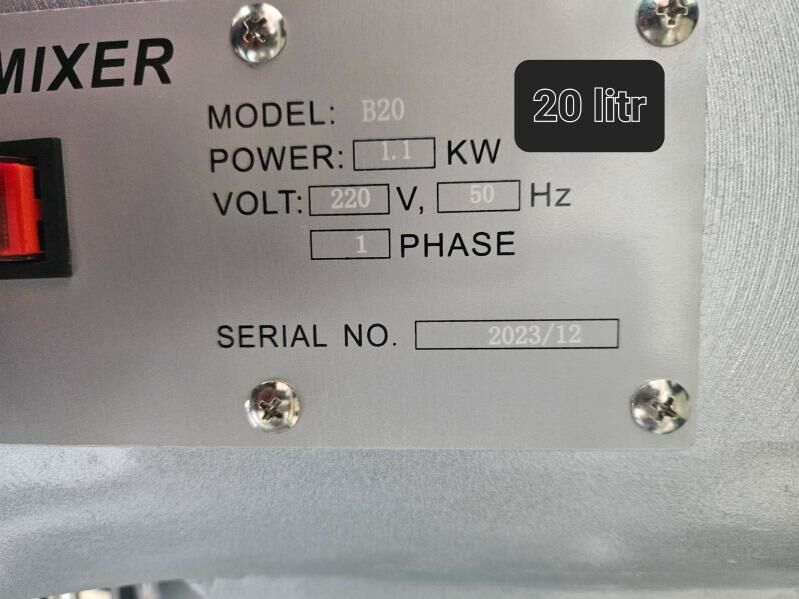 MIXER
20 litr
MODEL: B20
POWER: 1.1 KW
VOLT: 220 V, 50 Hz
1 PHASE
SERIAL NO. 2023/12